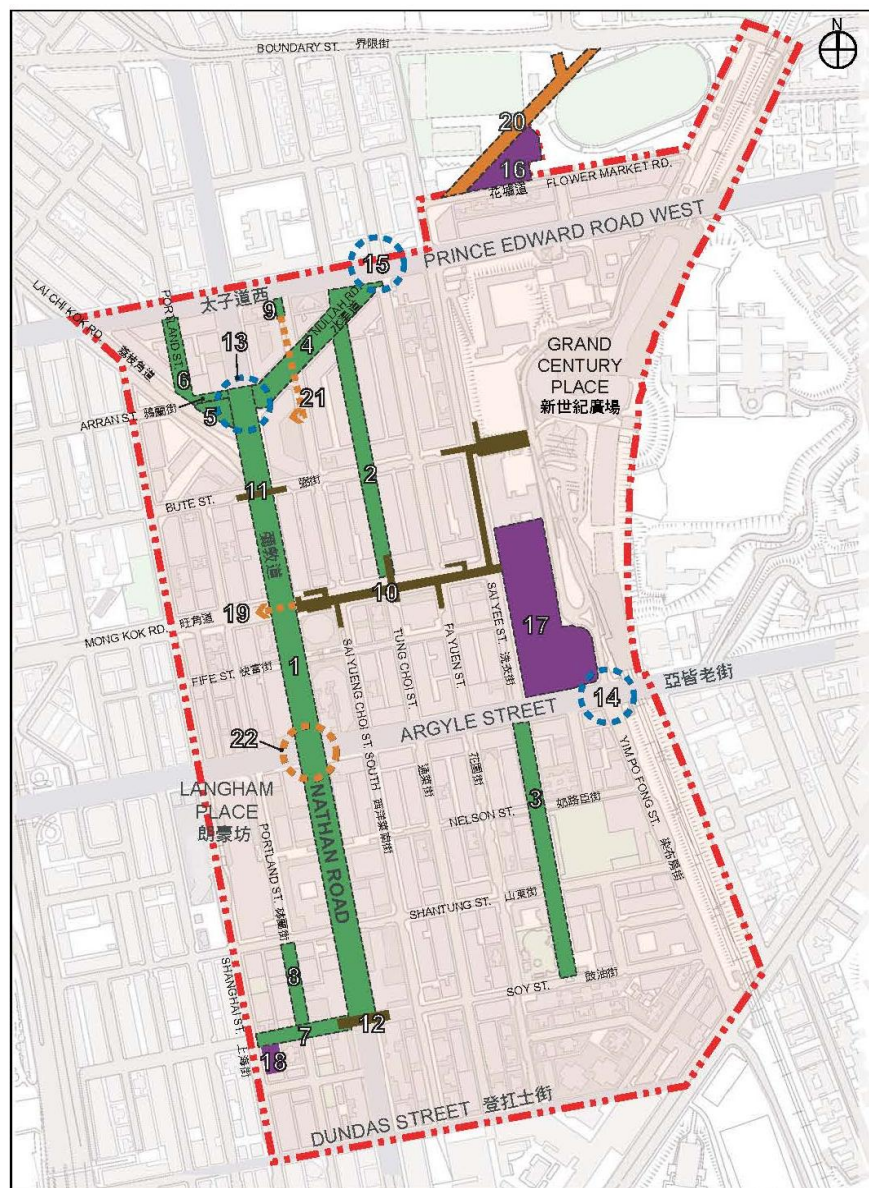 N
BOUNDARY ST. 界限街
20
16
花墟道
FLOWER MARKET RD.
PRINCE EDWARD ROAD WEST
15
太子道西
LAI CHI KOK RD.
荔枝角道
PORTLAND ST.
9
NULLAH RD.
水渠道
4
13
6
GRAND
CENTURY
PLACE
新世紀廣場
ARRAN ST. 鴉蘭街
5
21
2
BUTE ST.
11
弼街
彌敦道
10
MONG KOK RD.
旺角道
19
SAI YEE ST. 洗衣街
17
FIFE ST. 快富街
1
SAI YEUNG CHOI ST. SOUTH 西洋菜南街
TUNG CHOI ST.
通菜街
FA YUEN ST.
花園街
14
亞皆老街
ARGYLE STREET
22
YIM PO FONG ST. 染布房街
LANGHAM
PLACE
朗豪坊
NATHAN ROAD
3
NELSON ST.
奶路臣街
PORTLAND ST. 砵蘭街
SHANTUNG ST. 山東街
SHANGHAI ST. 上海街
8
SOY ST. 豉油街
7
12
18
DUNDAS STREET 登打士街